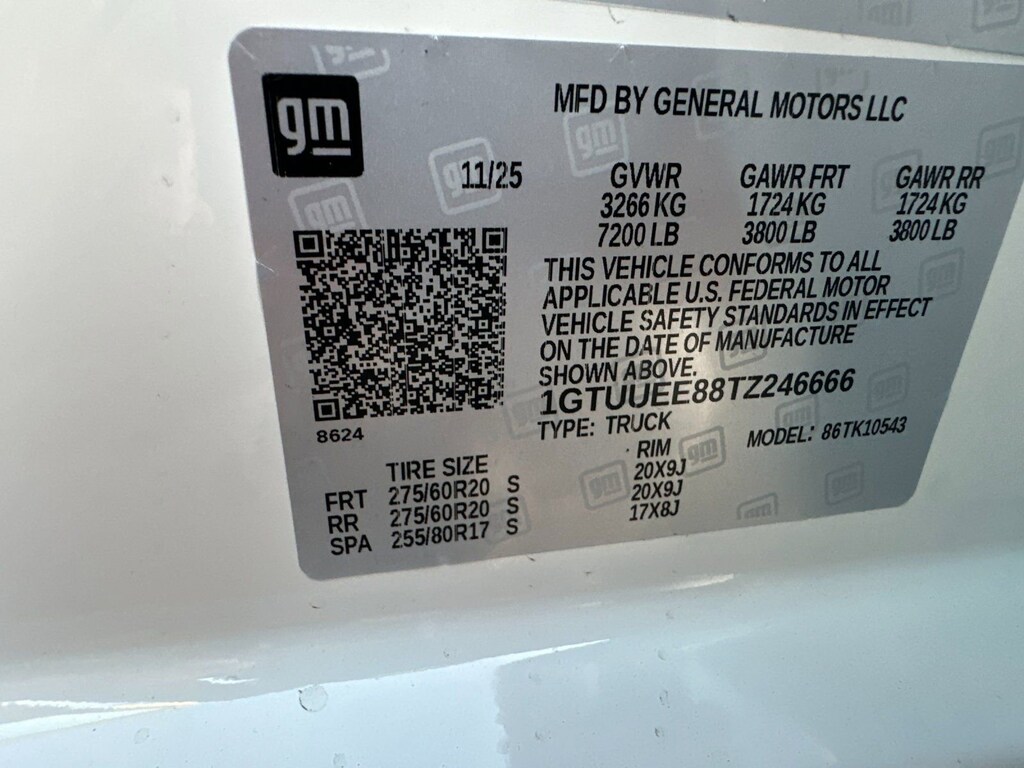 gm
MFD BY GENERAL MOTORS LLC
11/25 GVWR GAWR FRT GAWR RR
3266 KG 1724 KG 1724 KG
7200 LB 3800 LB 3800 LB
THIS VEHICLE CONFORMS TO ALL
APPLICABLE U.S. FEDERAL MOTOR
VEHICLE SAFETY STANDARDS IN EFFECT
ON THE DATE OF MANUFACTURE
SHOWN ABOVE.
1GTUUEE88TZ246666
TYPE: TRUCK MODEL: 86TK10543
8624
TIRE SIZE RIM
FRT 275/60R20 S 20X9J
RR 275/60R20 S 20X9J
SPA 255/80R17 S 17X8J